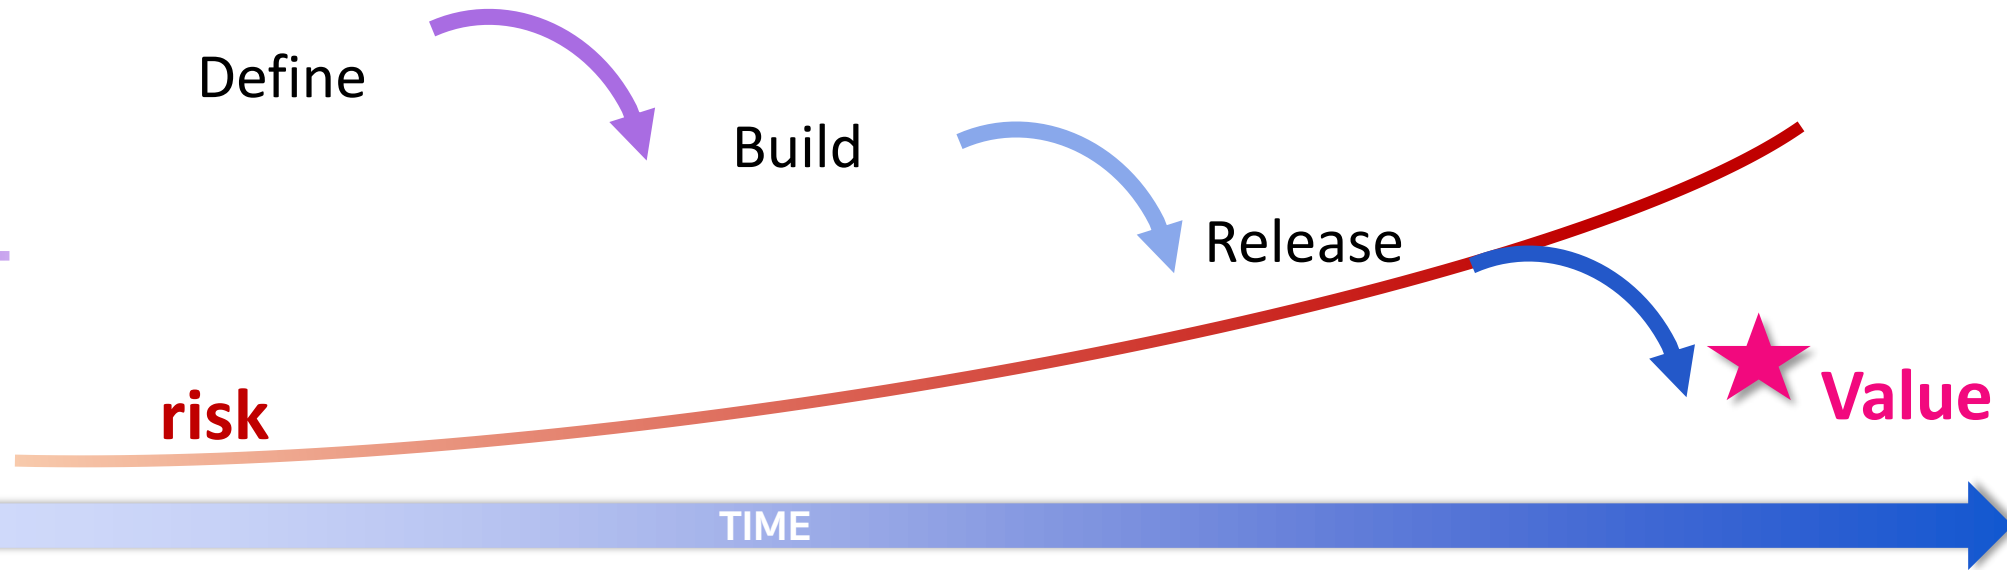 Define
Build
Release
risk
Value
TIME